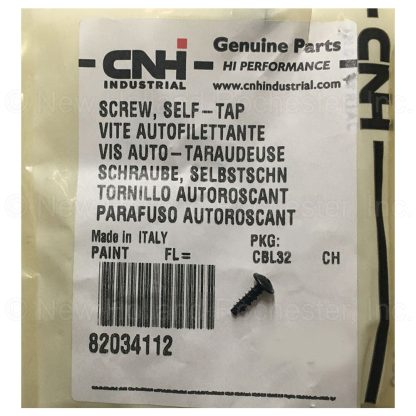 CNH
INDUSTRIAL
Genuine Parts
HI PERFORMANCE
www.cnhindustrial.com
SCREW, SELF-TAP
VITE AUTOFILETTANTE
VIS AUTO-TARAUDEUSE
SCHRAUBE, SELBSTSCHN
TORNILLO AUTOROSCANT
PARAFUSO AUTOROSCANT
Made in ITALY PKG:
PAINT FL= CBL32 CH
82034112